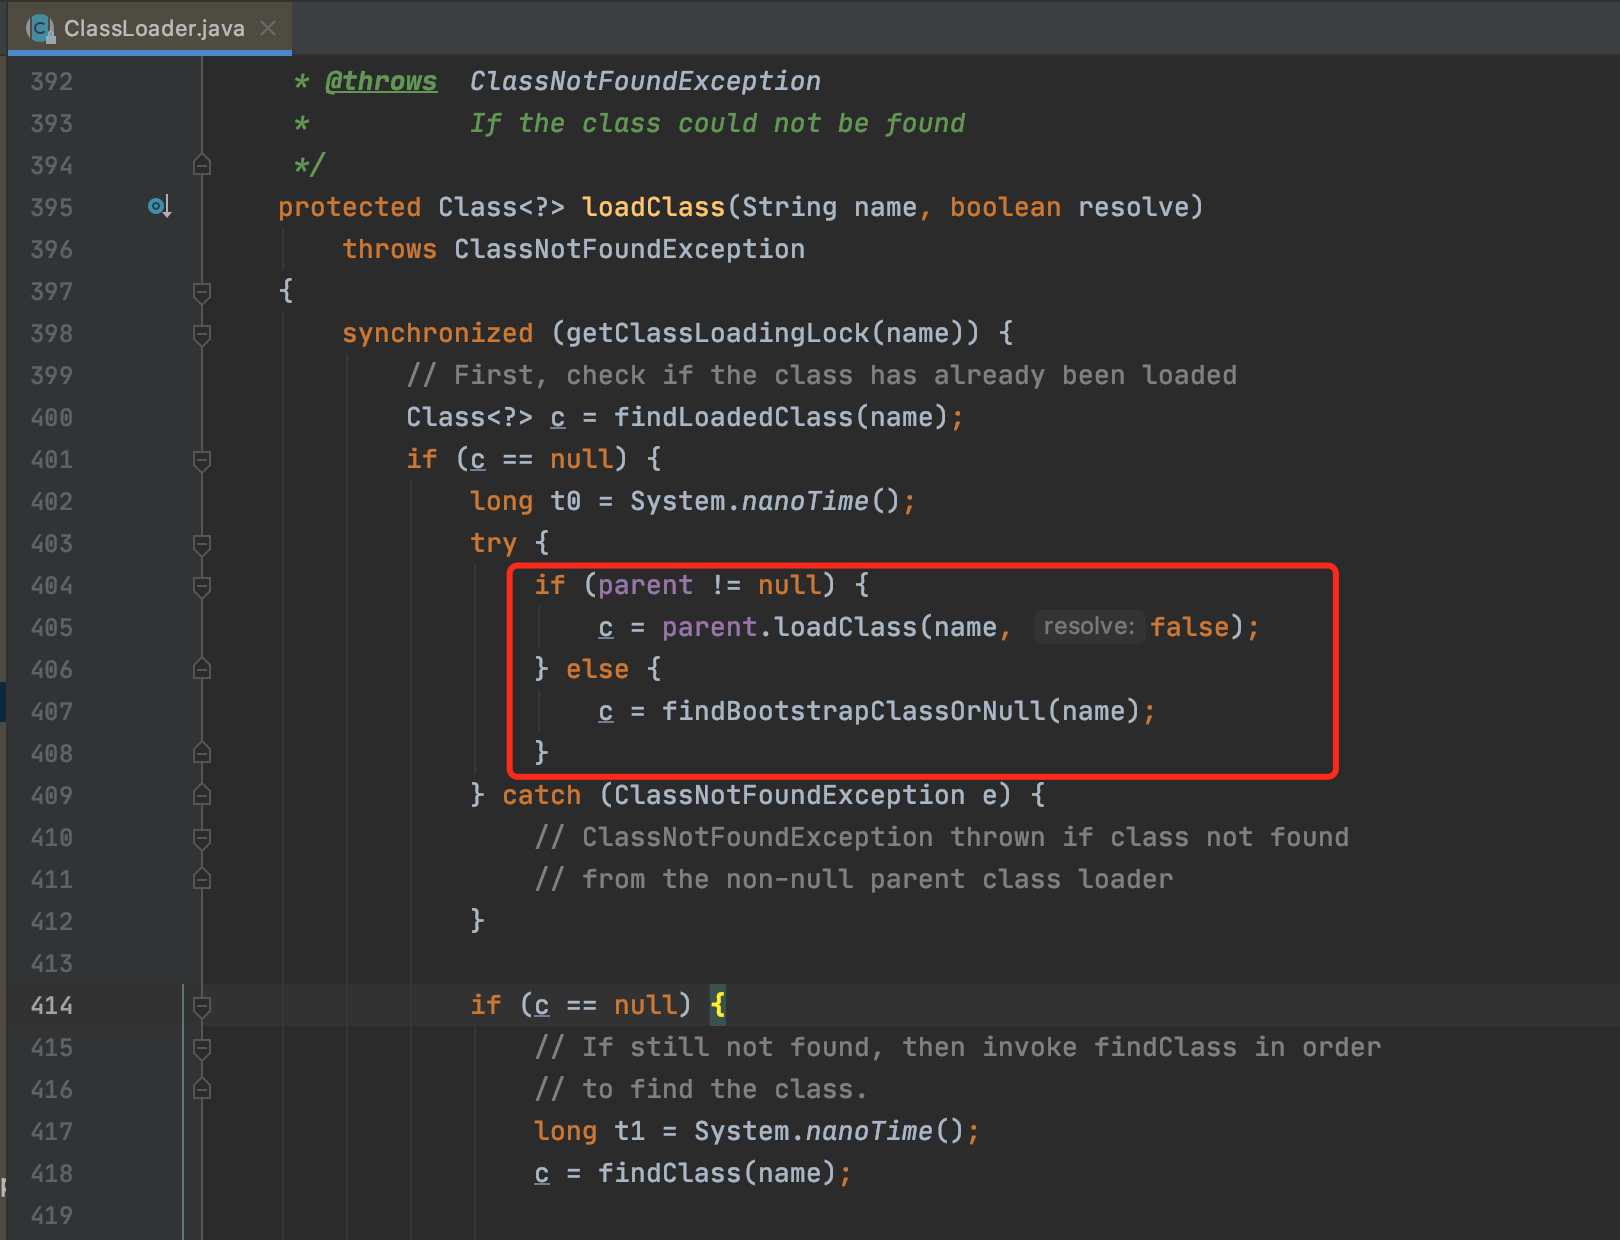 ClassLoader.java
392 * @throws ClassNotFoundException
393 * If the class could not be found
394 */
395 protected Class<?> loadClass(String name, boolean resolve)
396 throws ClassNotFoundException
397 {
398 synchronized (getClassLoadingLock(name)) {
399 // First, check if the class has already been loaded
400 Class<?> c = findLoadedClass(name);
401 if (c == null) {
402 long t0 = System.nanoTime();
403 try {
404 if (parent != null) {
405 c = parent.loadClass(name, resolve: false);
406 } else {
407 c = findBootstrapClassOrNull(name);
408 }
409 } catch (ClassNotFoundException e) {
410 // ClassNotFoundException thrown if class not found
411 // from the non-null parent class loader
412 }
413
414 if (c == null) {
415 // If still not found, then invoke findClass in order
416 // to find the class.
417 long t1 = System.nanoTime();
418 c = findClass(name);
419